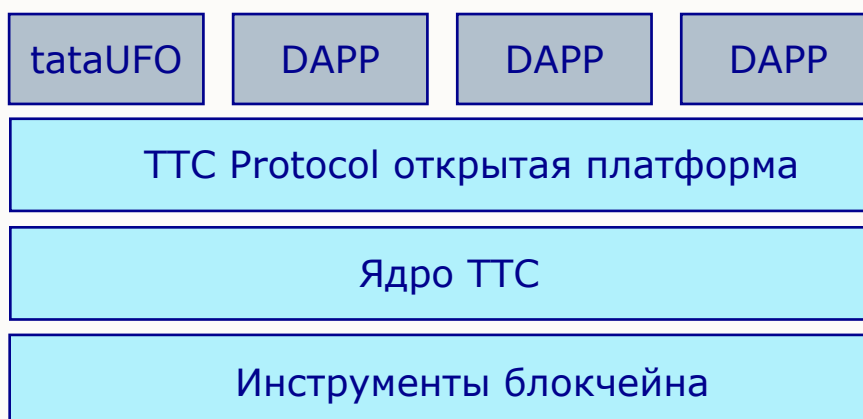 tataUFO DAPP DAPP DAPP
TTC Protocol открытая платформа
Ядро TTC
Инструменты блокчейна